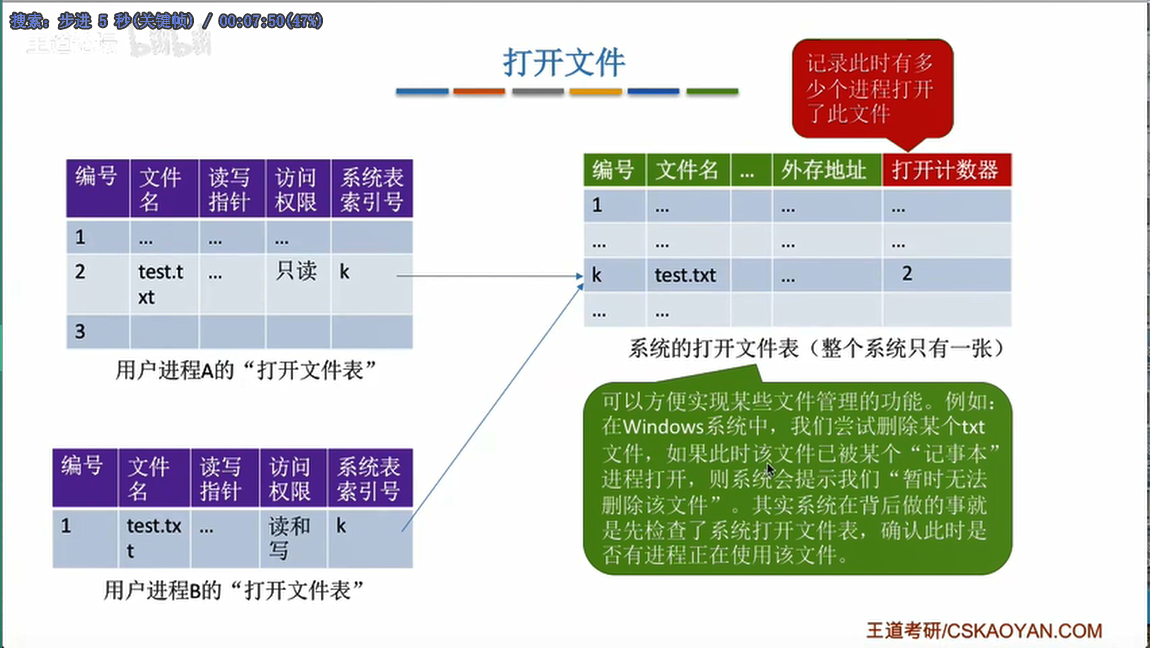 搜索: 步进 5 秒(关键帧) / 00:07:50(47%)
王道论坛 bilibili
打开文件
记录此时有多
少个进程打开
了此文件
编号 文件名 读写指针 访问权限 系统表索引号
1 ... ... ...
2 test.txt ... 只读 k
3
用户进程A的“打开文件表”
编号 文件名 ... 外存地址 打开计数器
1 ... ... ...
... ... ... ...
k test.txt ... 2
... ...
系统的打开文件表（整个系统只有一张）
可以方便实现某些文件管理的功能。例如：
在Windows系统中，我们尝试删除某个txt
文件，如果此时该文件已被某个“记事本”
进程打开，则系统会提示我们“暂时无法
删除该文件”。其实系统在背后做的事就
是先检查了系统打开文件表，确认此时是
否有进程正在使用该文件。
编号 文件名 读写指针 访问权限 系统表索引号
1 test.txt ... 读和写 k
用户进程B的“打开文件表”
王道考研/CSKAOYAN.COM